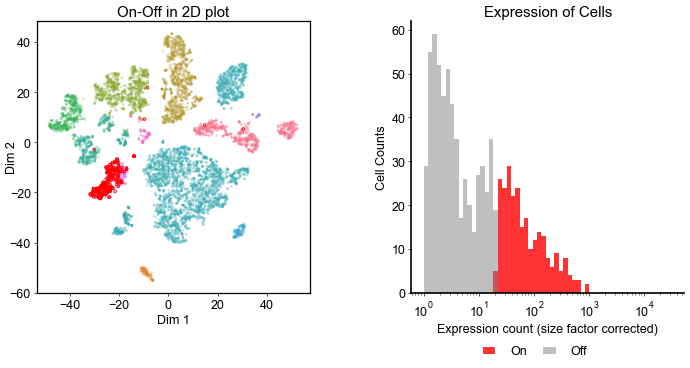 On-Off in 2D plot
40
20
0
−20
−40
−60
−40
−20
0
20
40
Dim 2
Dim 1
Expression of Cells
60
50
40
30
20
10
0
10^0
10^1
10^2
10^3
10^4
Cell Counts
Expression count (size factor corrected)
On
Off